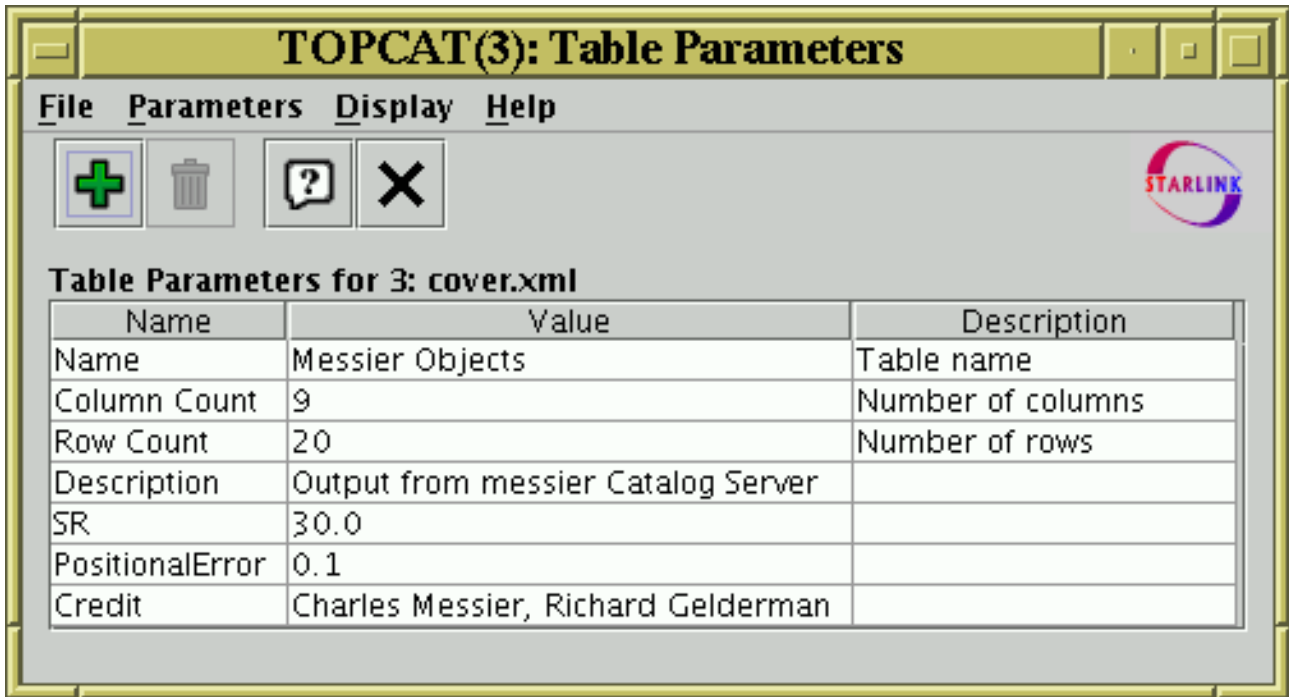 TOPCAT(3): Table Parameters
File Parameters Display Help
?
STARLINK
Table Parameters for 3: cover.xml
Name Value Description
Name Messier Objects Table name
Column Count 9 Number of columns
Row Count 20 Number of rows
Description Output from messier Catalog Server
SR 30.0
PositionalError 0.1
Credit Charles Messier, Richard Gelderman